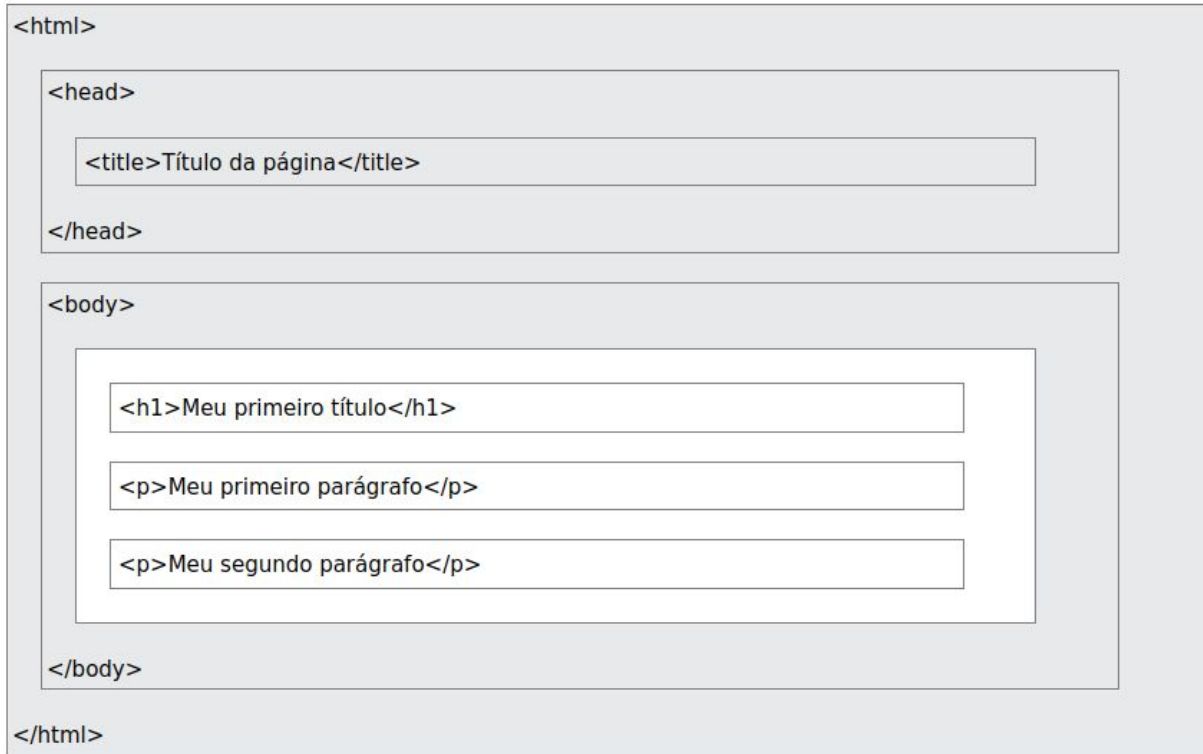 <html>
<head>
<title>Título da página</title>
</head>
<body>
<h1>Meu primeiro título</h1>
<p>Meu primeiro parágrafo</p>
<p>Meu segundo parágrafo</p>
</body>
</html>